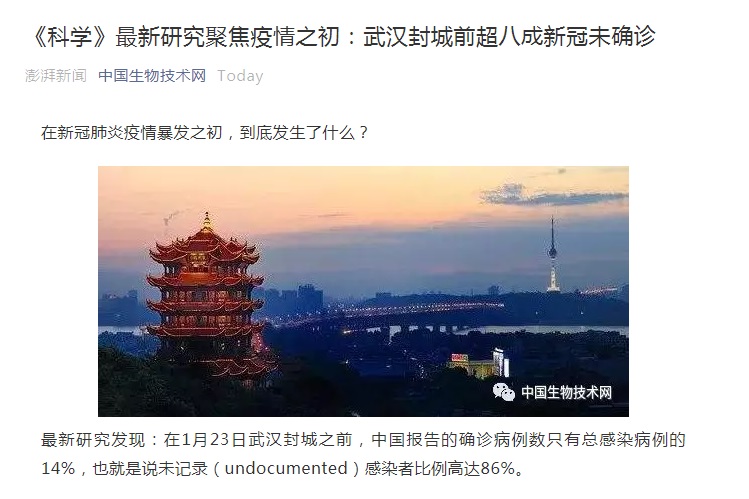 《科学》最新研究聚焦疫情之初：武汉封城前超八成新冠未确诊
澎湃新闻 中国生物技术网 Today
在新冠肺炎疫情暴发之初，到底发生了什么？
中国生物技术网
最新研究发现：在1月23日武汉封城之前，中国报告的确诊病例数只有总感染病例的
14%，也就是说未记录（undocumented）感染者比例高达86%。